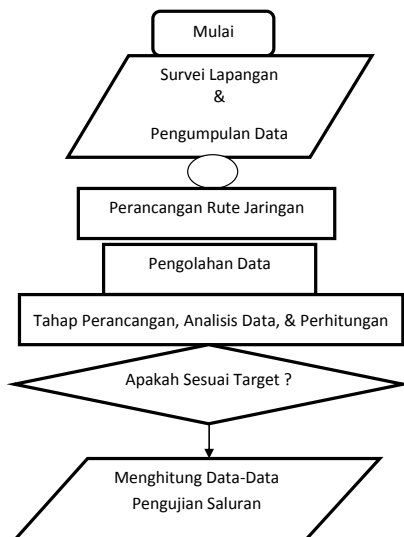 Mulai
Survei Lapangan
&
Pengumpulan Data
Perancangan Rute Jaringan
Pengolahan Data
Tahap Perancangan, Analisis Data, & Perhitungan
Apakah Sesuai Target ?
Menghitung Data-Data
Pengujian Saluran